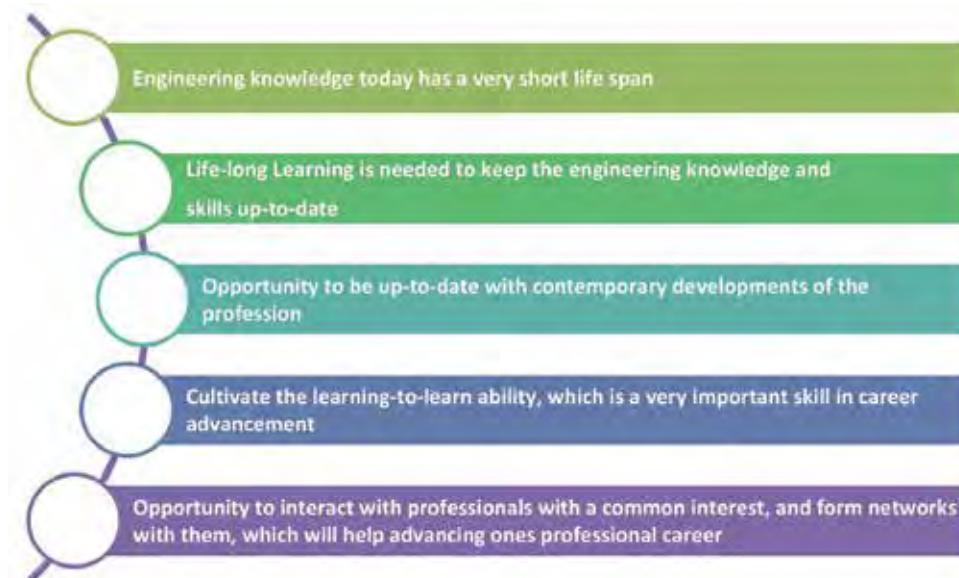 Engineering knowledge today has a very short life span
Life-long Learning is needed to keep the engineering knowledge and
skills up-to-date
Opportunity to be up-to-date with contemporary developments of the
profession
Cultivate the learning-to-learn ability, which is a very important skill in career
advancement
Opportunity to interact with professionals with a common interest, and form networks
with them, which will help advancing ones professional career